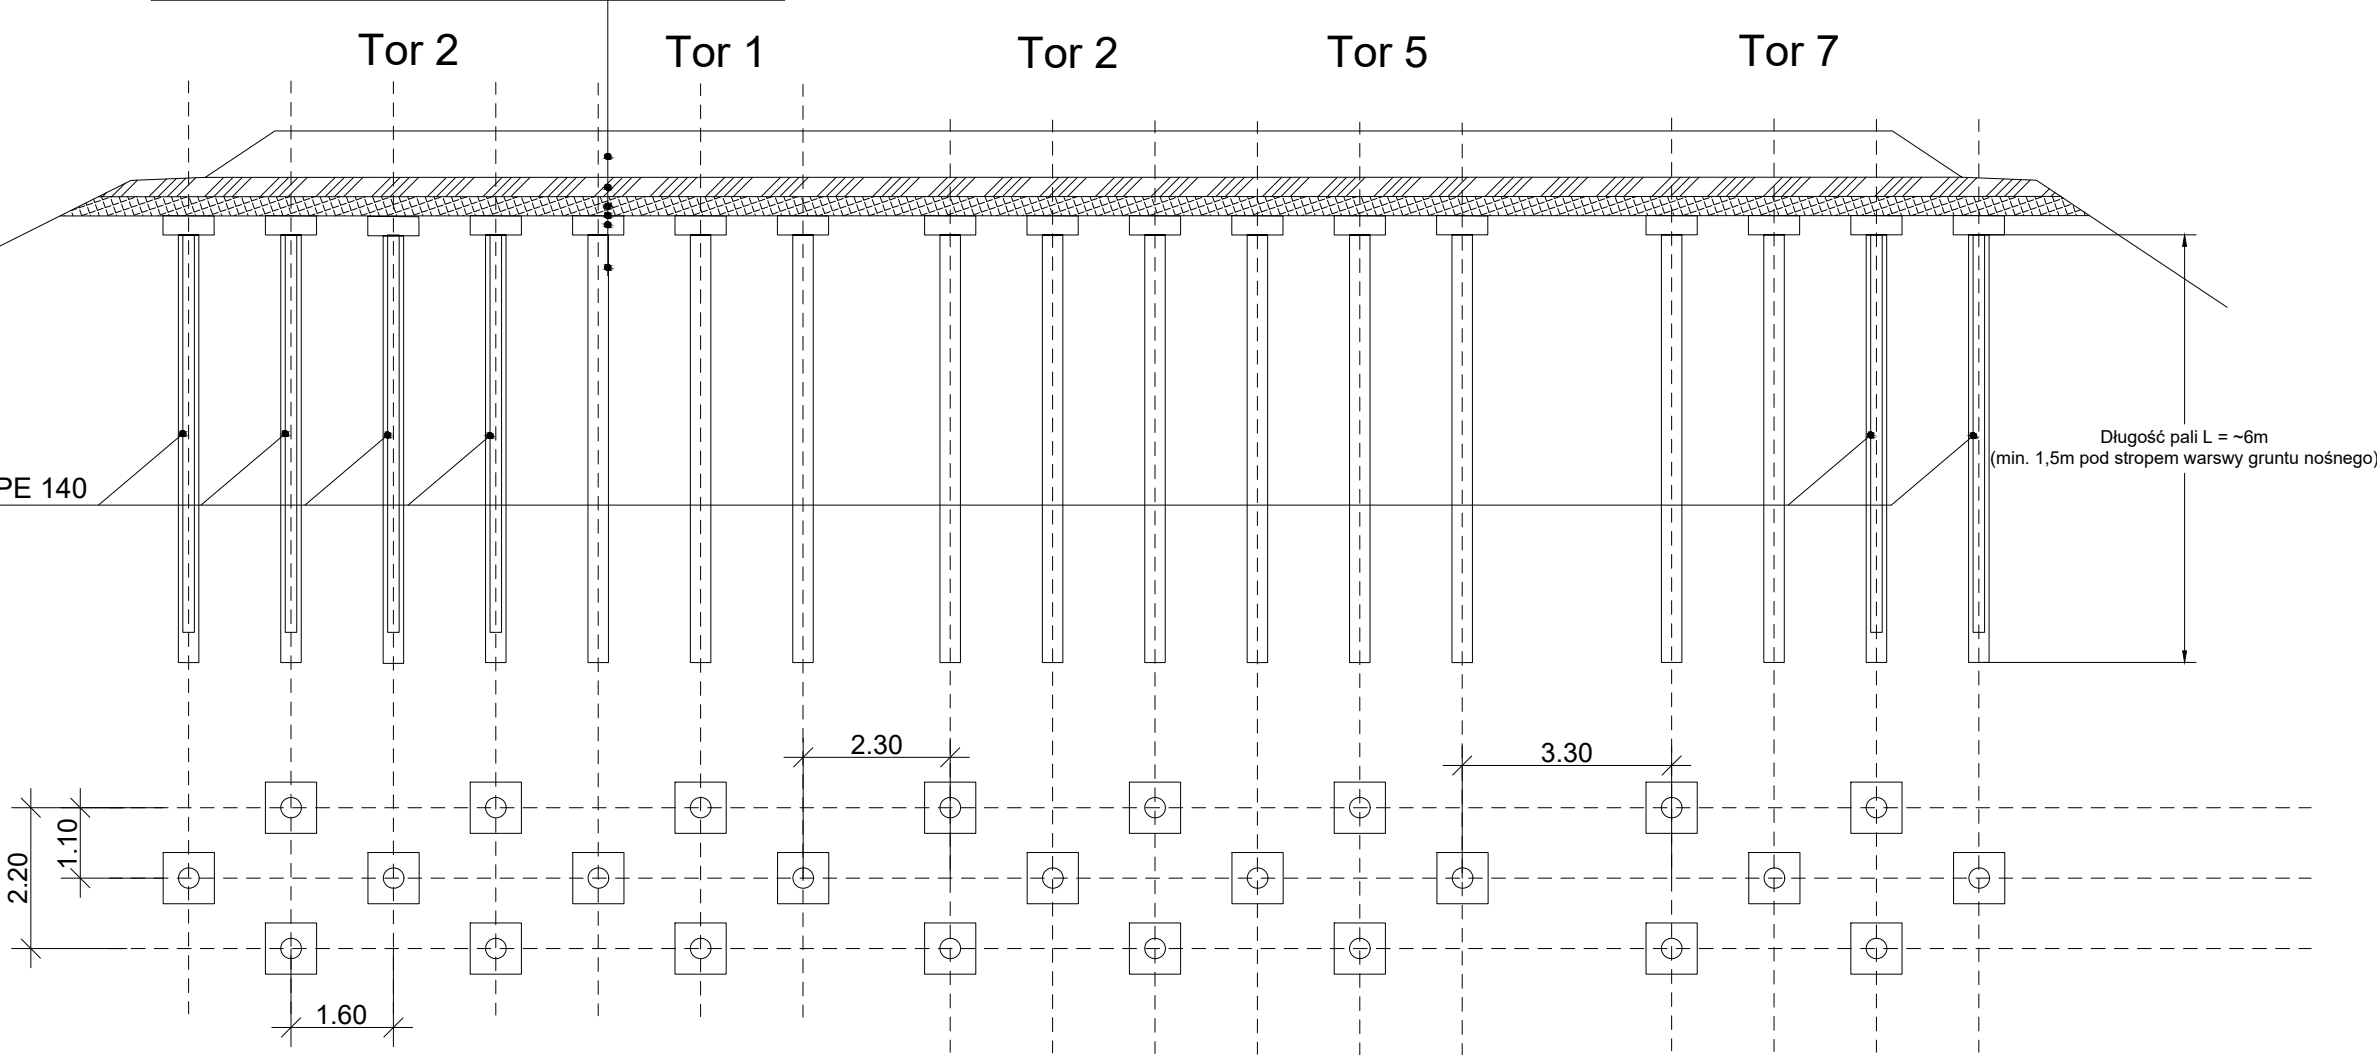 Tor 2
Tor 1
Tor 2
Tor 5
Tor 7
Długość pali L = ~6m
(min. 1,5m pod stropem warswy gruntu nośnego)
PE 140
2.30
3.30
1.10
2.20
1.60